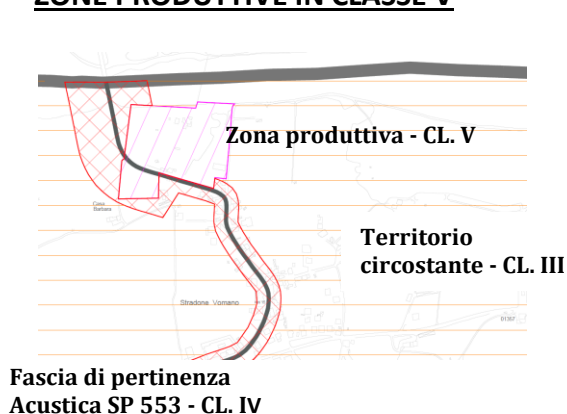 ZONE PRODUTTIVE IN CLASSE V
Zona produttiva - CL. V
Casa
Barbara
Territorio
circostante - CL. III
Stradona Vomano
Fascia di pertinenza
Acustica SP 553 - CL. IV